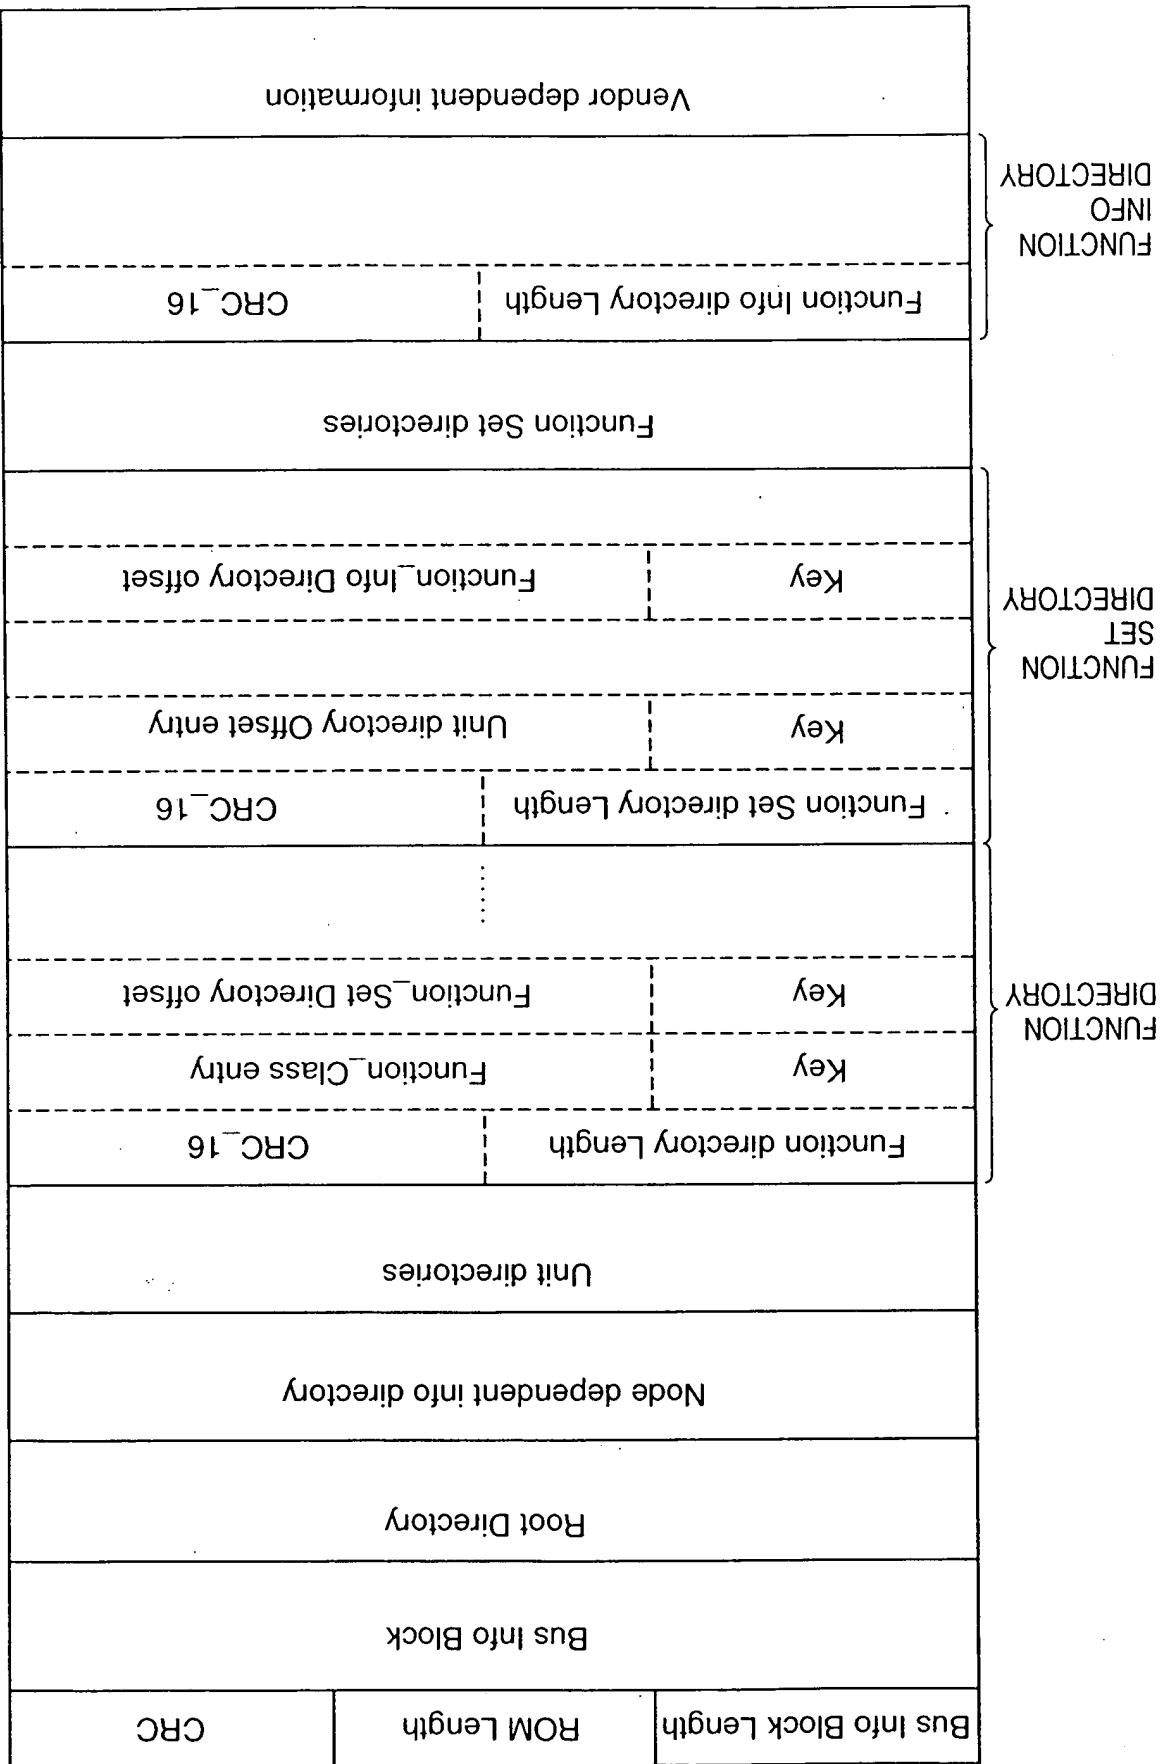 Bus Info Block Length ROM Length CRC
Bus Info Block
Root Directory
Node dependent info directory
Unit directories
FUNCTION
DIRECTORY
Function directory Length CRC_16
Key Function_Class entry
Key Function_Set Directory offset
......
FUNCTION
SET
DIRECTORY
Function Set directory Length CRC_16
Key Unit directory Offset entry
Key Function_Info Directory offset
Function Set directories
FUNCTION
INFO
DIRECTORY
Function Info directory Length CRC_16
Vendor dependent information